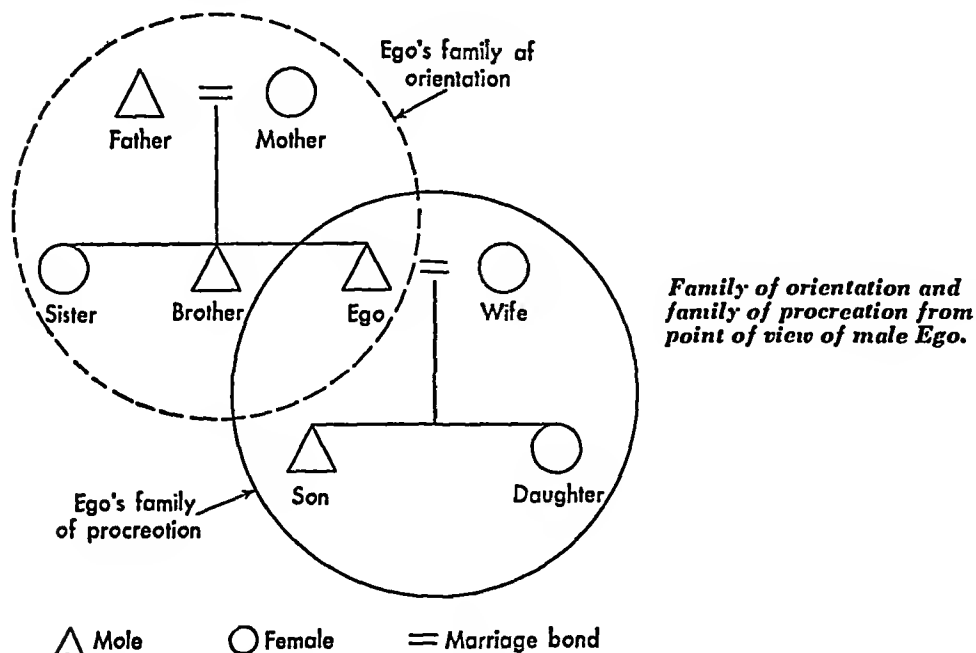 Ego's family af
orientation
Father
Mother
Sister
Brother
Ego
Wife
Family of orientation and
family of procreation from
point of view of male Ego.
Son
Daughter
Ego's family
of procreotion
Mole
Female
Marriage bond